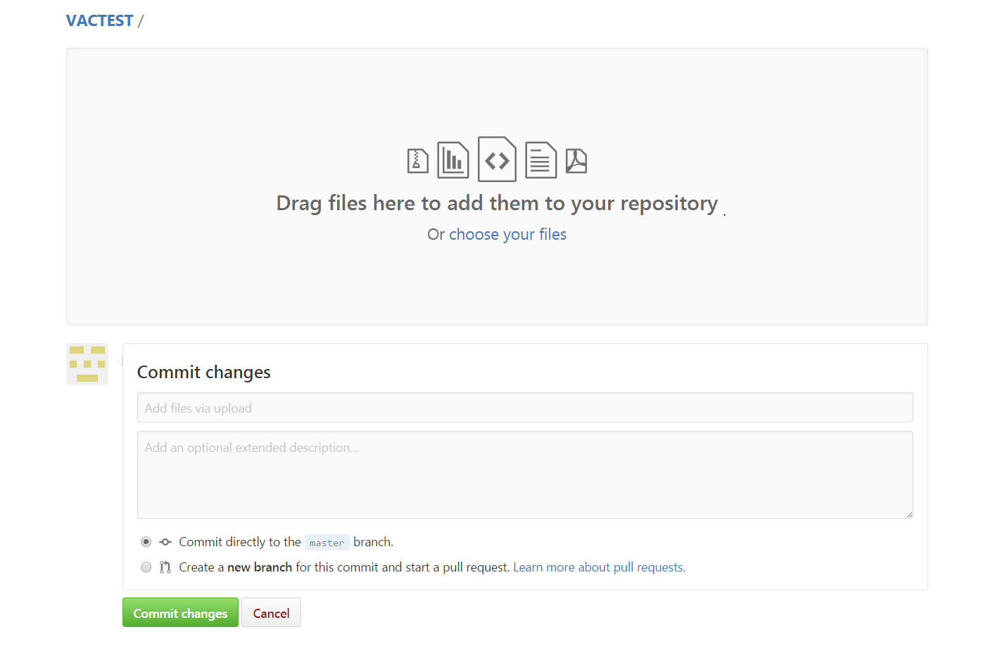 VACTEST /
Drag files here to add them to your repository .
Or choose your files
Commit changes
Add files via upload
Add an optional extended description...
Commit directly to the master branch.
Create a new branch for this commit and start a pull request. Learn more about pull requests.
Commit changes Cancel